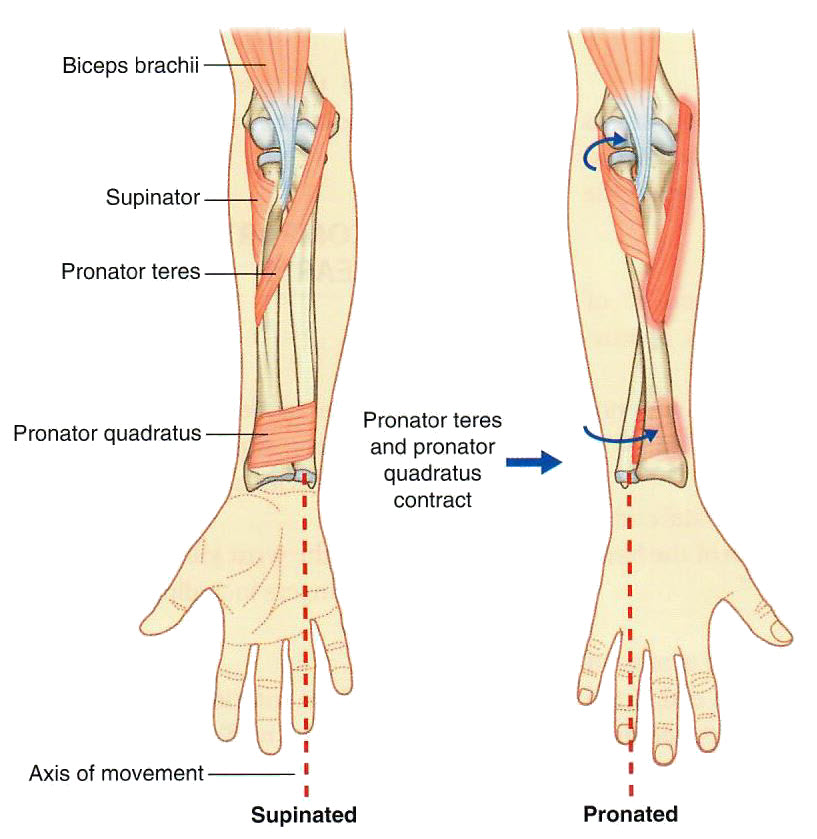 Biceps brachii
Supinator
Pronator teres
Pronator quadratus
Pronator teres
and pronator
quadratus
contract
Axis of movement
Supinated
Pronated